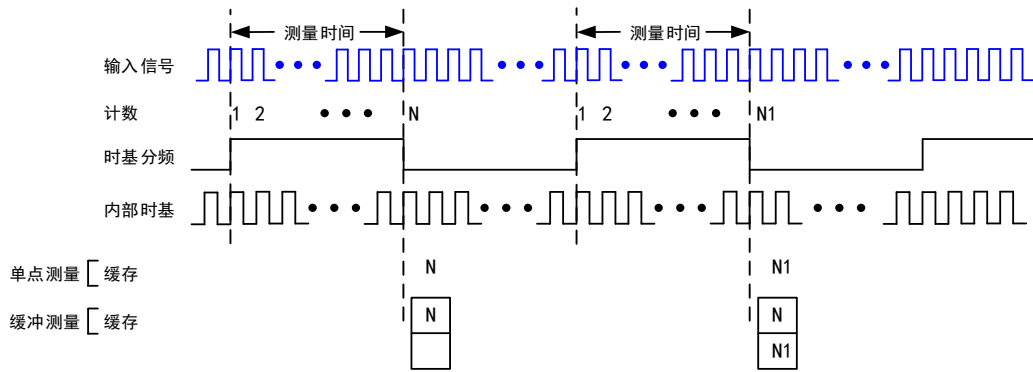 测量时间 测量时间
输入信号
计数 1 2 N 1 2 N1
时基分频
内部时基
单点测量 缓存 N N1
缓冲测量 缓存 N N
N1